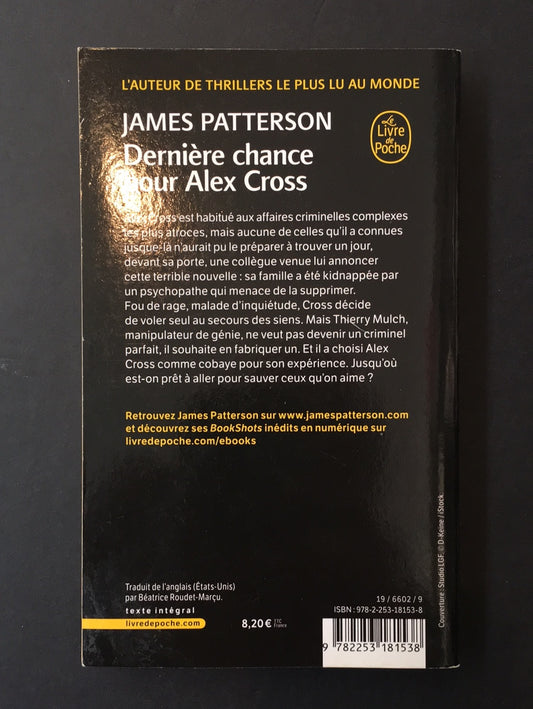 L'AUTEUR DE THRILLERS LE PLUS LU AU MONDE
JAMES PATTERSON
Le
Livre
de
Poche
Dernière chance
pour Alex Cross
Alex Cross est habitué aux affaires criminelles complexes
les plus atroces, mais aucune de celles qu'il a connues
jusque-là n'aurait pu le préparer à trouver un jour,
devant sa porte, une collègue venue lui annoncer
cette terrible nouvelle : sa famille a été kidnappée par
un psychopathe qui menace de la supprimer.
Fou de rage, malade d'inquiétude, Cross décide
de voler seul au secours des siens. Mais Thierry Mulch,
manipulateur de génie, ne veut pas devenir un criminel
parfait, il souhaite en fabriquer un. Et il a choisi Alex
Cross comme cobaye pour son expérience. Jusqu'où
est-on prêt à aller pour sauver ceux qu'on aime ?
Retrouvez James Patterson sur www.jamespatterson.com
et découvrez ses BookShots inédits en numérique sur
livredepoche.com/ebooks
Couverture : Studio LGF. © D-Keine / iStock.
Traduit de l'anglais (États-Unis)
par Béatrice Roudet-Marçu.
texte intégral
livredepoche.com
8,20 € TTC
France
19 / 6602 / 9
ISBN : 978-2-253-18153-8
9 782253 181538